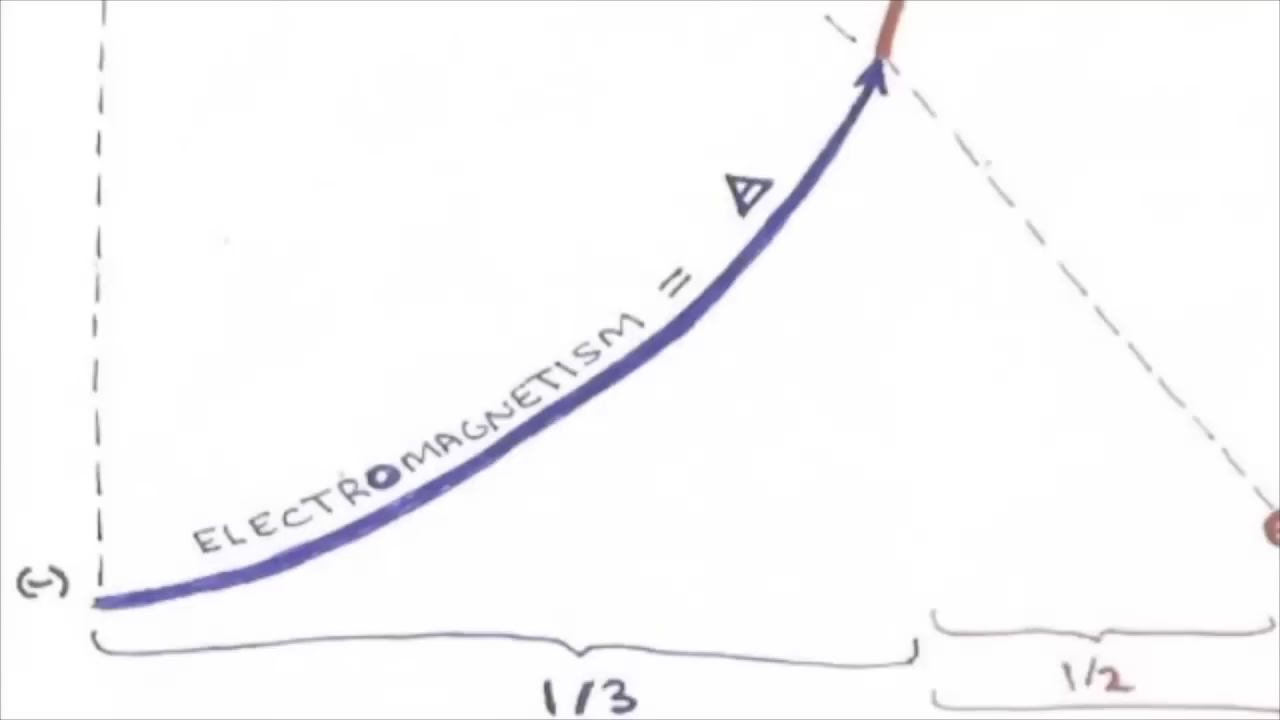 ELECTROMAGNETISM =
(-)
1/3
1/2